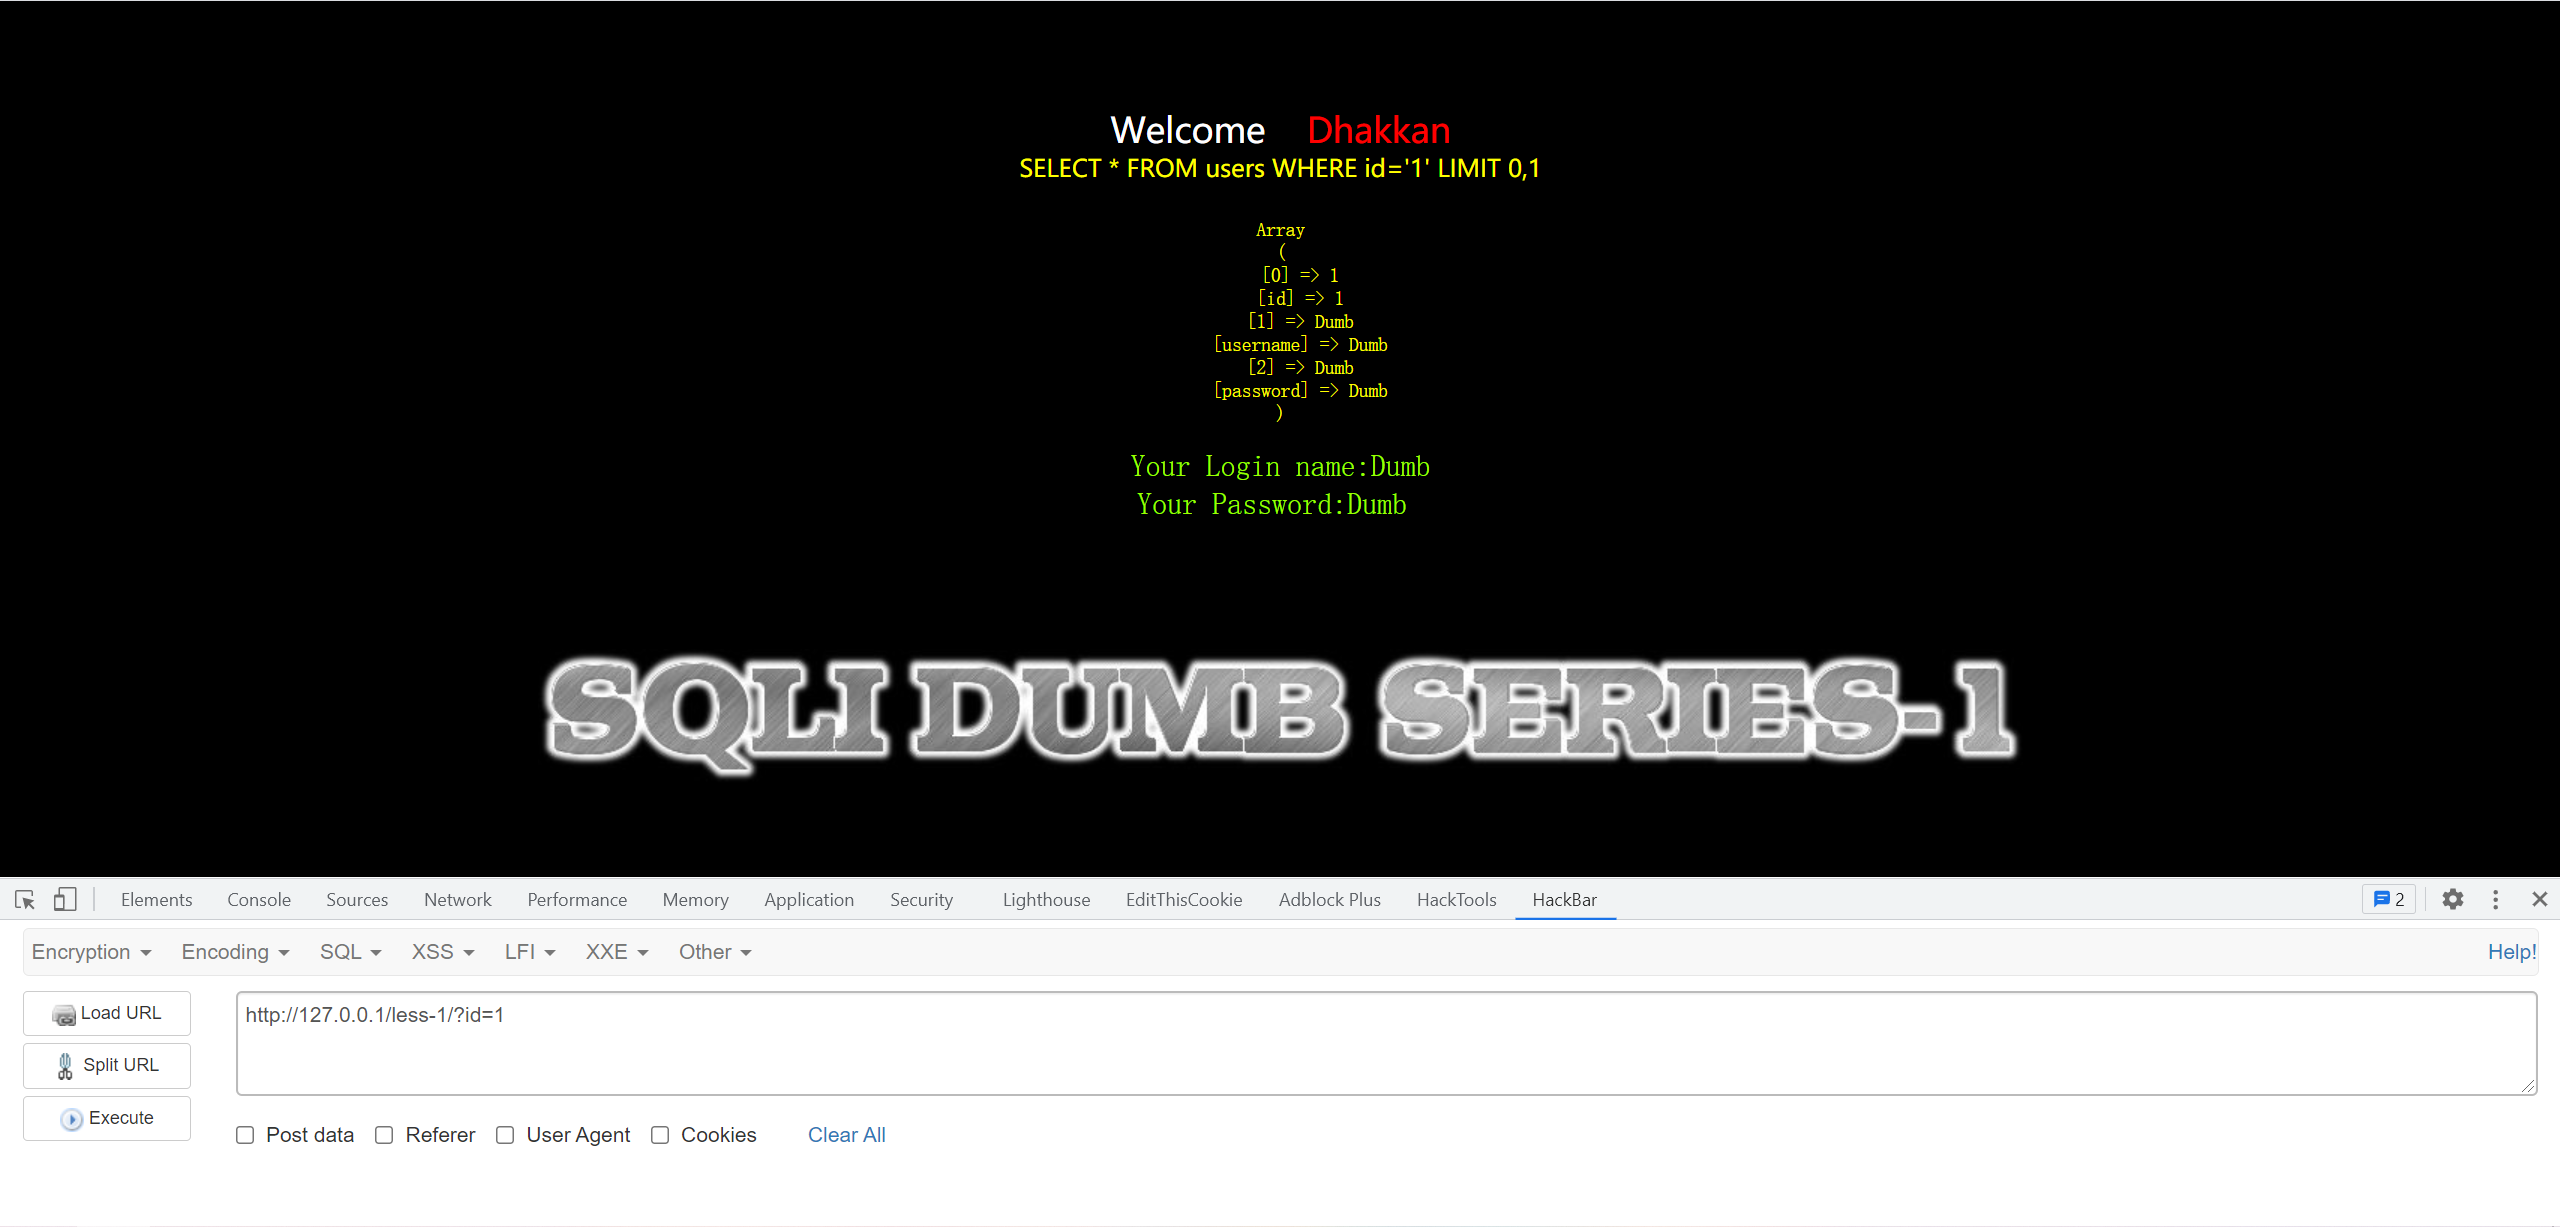 Welcome Dhakkan
SELECT * FROM users WHERE id='1' LIMIT 0,1
Array
(
[0] => 1
[id] => 1
[1] => Dumb
[username] => Dumb
[2] => Dumb
[password] => Dumb
)
Your Login name:Dumb
Your Password:Dumb
SQLI DUMB SERIES-1
Elements Console Sources Network Performance Memory Application Security Lighthouse EditThisCookie Adblock Plus HackTools HackBar 2
Encryption Encoding SQL XSS LFI XXE Other Help!
Load URL
http://127.0.0.1/less-1/?id=1
Split URL
Execute
Post data Referer User Agent Cookies Clear All